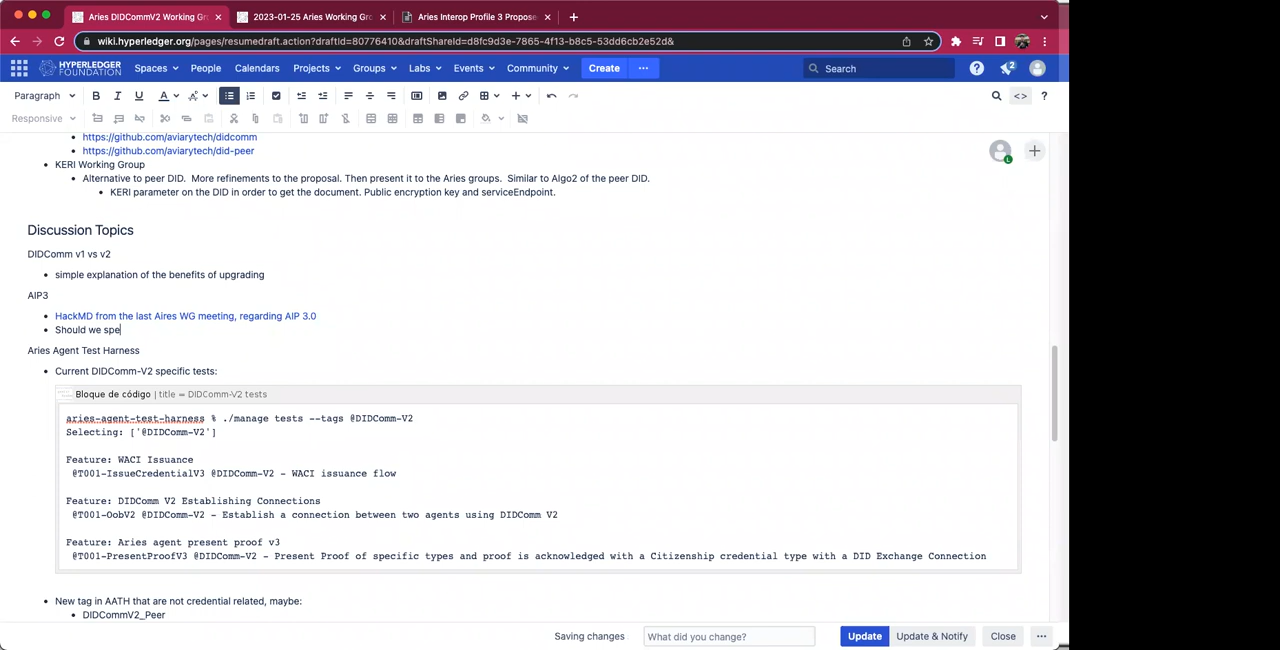 Aries DIDCommV2 Working Gr
2023-01-25 Aries Working Gro
Aries Interop Profile 3 Propose
wiki.hyperledger.org/pages/resumedraft.action?draftId=80776410&draftShareId=d8fc9d3e-7865-4f13-b8c5-53dd6cb2e52d&
HYPERLEDGER FOUNDATION Spaces People Calendars Projects Groups Labs Events Community Create ··· Search 2
Paragraph B I U A
Responsive
https://github.com/aviarytech/didcomm
https://github.com/aviarytech/did-peer
KERI Working Group
Alternative to peer DID. More refinements to the proposal. Then present it to the Aries groups. Similar to Algo2 of the peer DID.
KERI parameter on the DID in order to get the document. Public encryption key and serviceEndpoint.
Discussion Topics
DIDComm v1 vs v2
simple explanation of the benefits of upgrading
AIP3
HackMD from the last Aires WG meeting, regarding AIP 3.0
Should we spe
Aries Agent Test Harness
Current DIDComm-V2 specific tests:
Bloque de código | title = DIDComm-V2 tests
aries-agent-test-harness % ./manage tests --tags @DIDComm-V2
Selecting: ['@DIDComm-V2']
Feature: WACI Issuance
@T001-IssueCredentialV3 @DIDComm-V2 - WACI issuance flow
Feature: DIDComm V2 Establishing Connections
@T001-OobV2 @DIDComm-V2 - Establish a connection between two agents using DIDComm V2
Feature: Aries agent present proof v3
@T001-PresentProofV3 @DIDComm-V2 - Present Proof of specific types and proof is acknowledged with a Citizenship credential type with a DID Exchange Connection
New tag in AATH that are not credential related, maybe:
DIDCommV2_Peer
Saving changes What did you change? Update Update & Notify Close ···